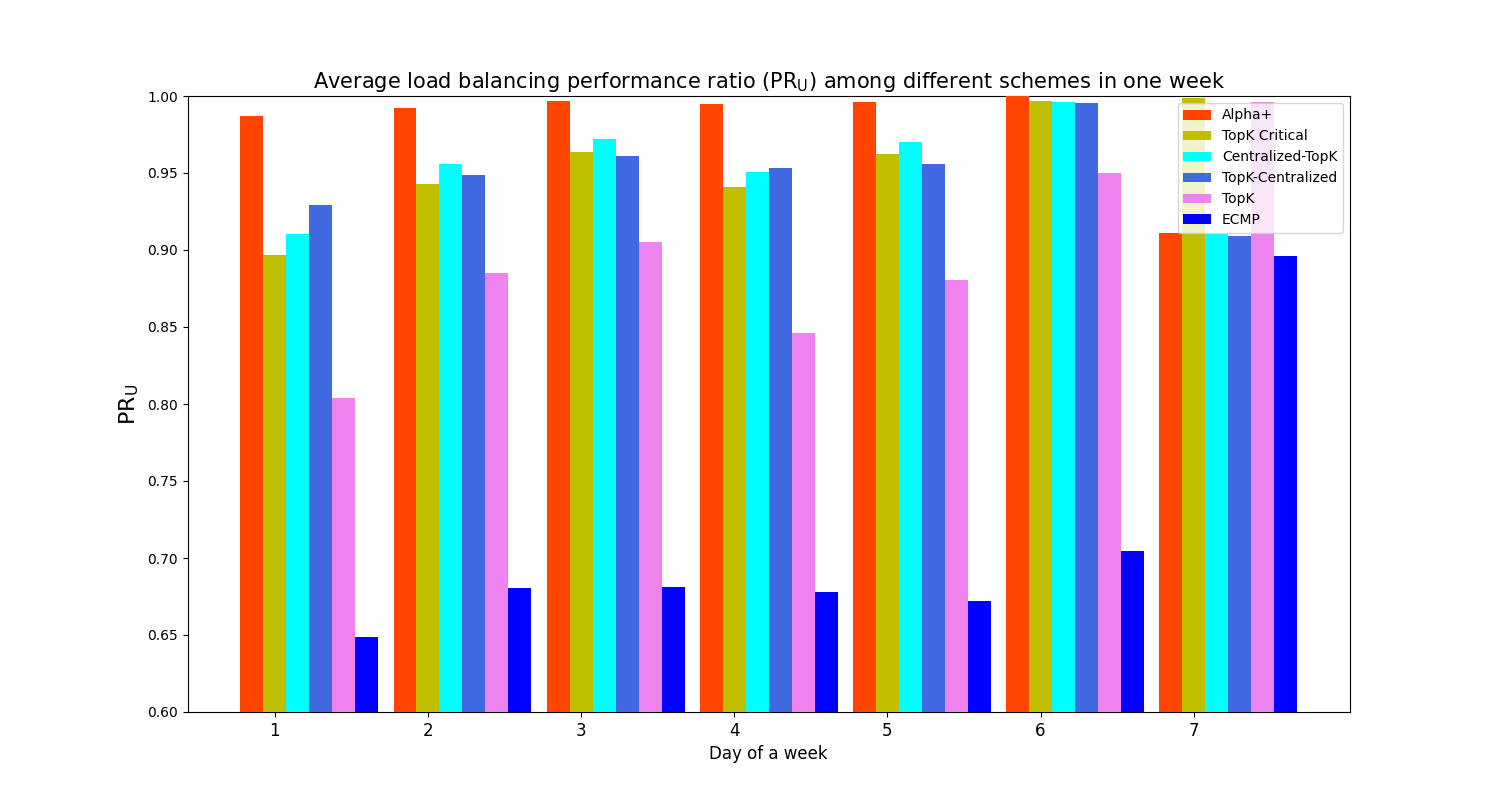 Average load balancing performance ratio (PR_U) among different schemes in one week
1.00
0.95
0.90
0.85
0.80
0.75
0.70
0.65
0.60
PR_U
Alpha+
TopK Critical
Centralized-TopK
TopK-Centralized
TopK
ECMP
1 2 3 4 5 6 7
Day of a week